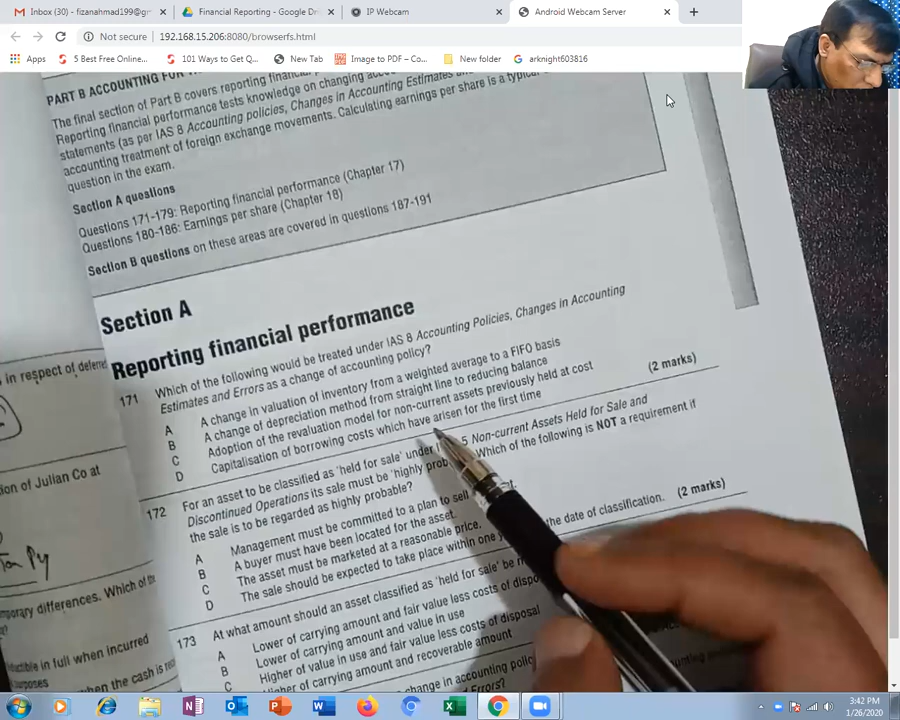 Inbox (30) - fizanahmad199@gr
Financial Reporting - Google Dr
IP Webcam
Android Webcam Server
Not secure
192.168.15.206:8080/browserfs.html
Apps
5 Best Free Online...
101 Ways to Get Q...
New Tab
Image to PDF – Co...
New folder
arknight603816
PART B ACCOUNTING FOR
The final section of Part B covers reporting financial
Reporting financial performance tests knowledge on changing
statements (as per IAS 8 Accounting policies, Changes in Accounting Estimates
accounting treatment of foreign exchange movements. Calculating earnings per share is a typical
question in the exam.
Section A questions
Questions 171-179: Reporting financial performance (Chapter 17)
Questions 180-186: Earnings per share (Chapter 18)
Section B questions on these areas are covered in questions 187-191
Section A
Reporting financial performance
171 Which of the following would be treated under IAS 8 Accounting Policies, Changes in Accounting
Estimates and Errors as a change of accounting policy?
A A change in valuation of inventory from a weighted average to a FIFO basis
B A change of depreciation method from straight line to reducing balance
C Adoption of the revaluation model for non-current assets previously held at cost
D Capitalisation of borrowing costs which have arisen for the first time
(2 marks)
172 For an asset to be classified as 'held for sale' under 5 Non-current Assets Held for Sale and
Discontinued Operations its sale must be 'highly Which of the following is NOT a requirement if
the sale is to be regarded as highly probable?
A Management must be committed to a plan to sell
B A buyer must have been located for the asset.
C The asset must be marketed at a reasonable price.
D The sale should be expected to take place within one the date of classification.
(2 marks)
173 At what amount should an asset classified as 'held for sale' be
A Lower of carrying amount and fair value less costs of
B Lower of carrying amount and value in use
C Higher of value in use and fair value less costs of disposal
Higher of carrying amount and recoverable amount
change in accounting
in respect of deferred
ion of Julian Co at
temporary differences. Which of the
in full when incurred
when the cash is
3:42 PM
1/26/2020